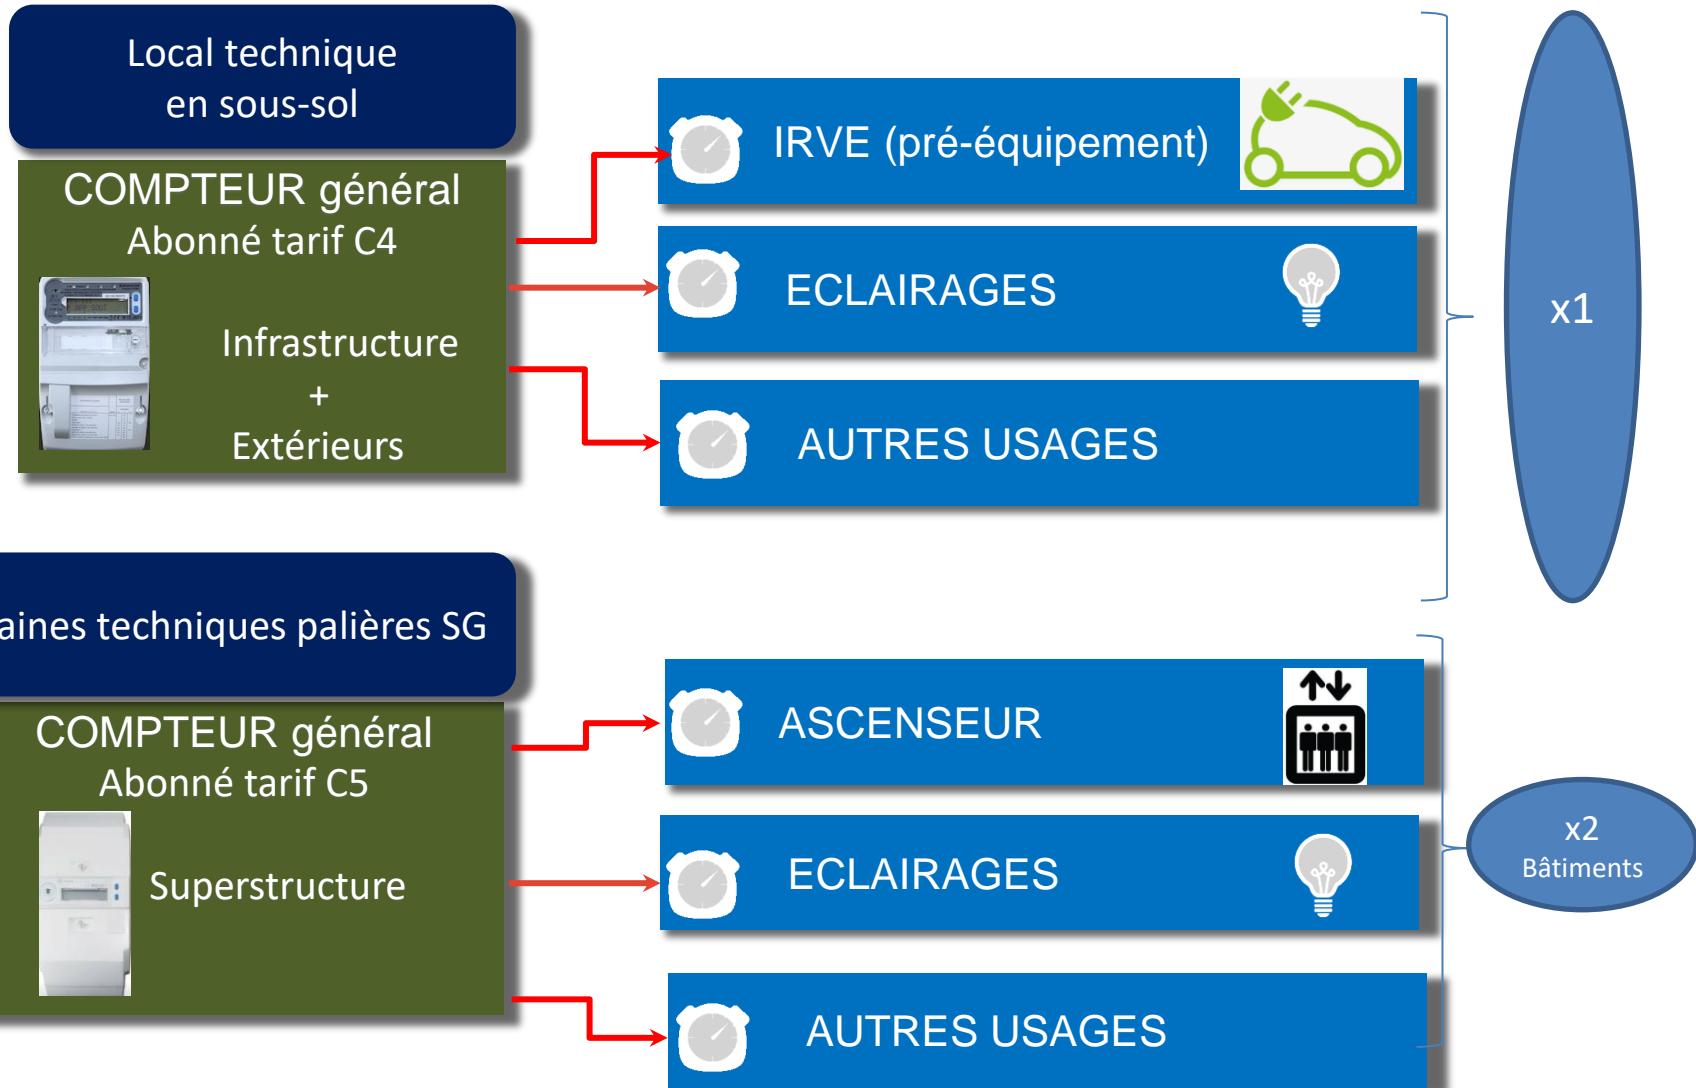 Local technique
en sous-sol
COMPTEUR général
Abonné tarif C4
Infrastructure
+
Extérieurs
IRVE (pré-équipement)
ECLAIRAGES
AUTRES USAGES
x1
techniques palières SG
COMPTEUR général
Abonné tarif C5
Superstructure
ASCENSEUR
ECLAIRAGES
AUTRES USAGES
x2
Bâtiments